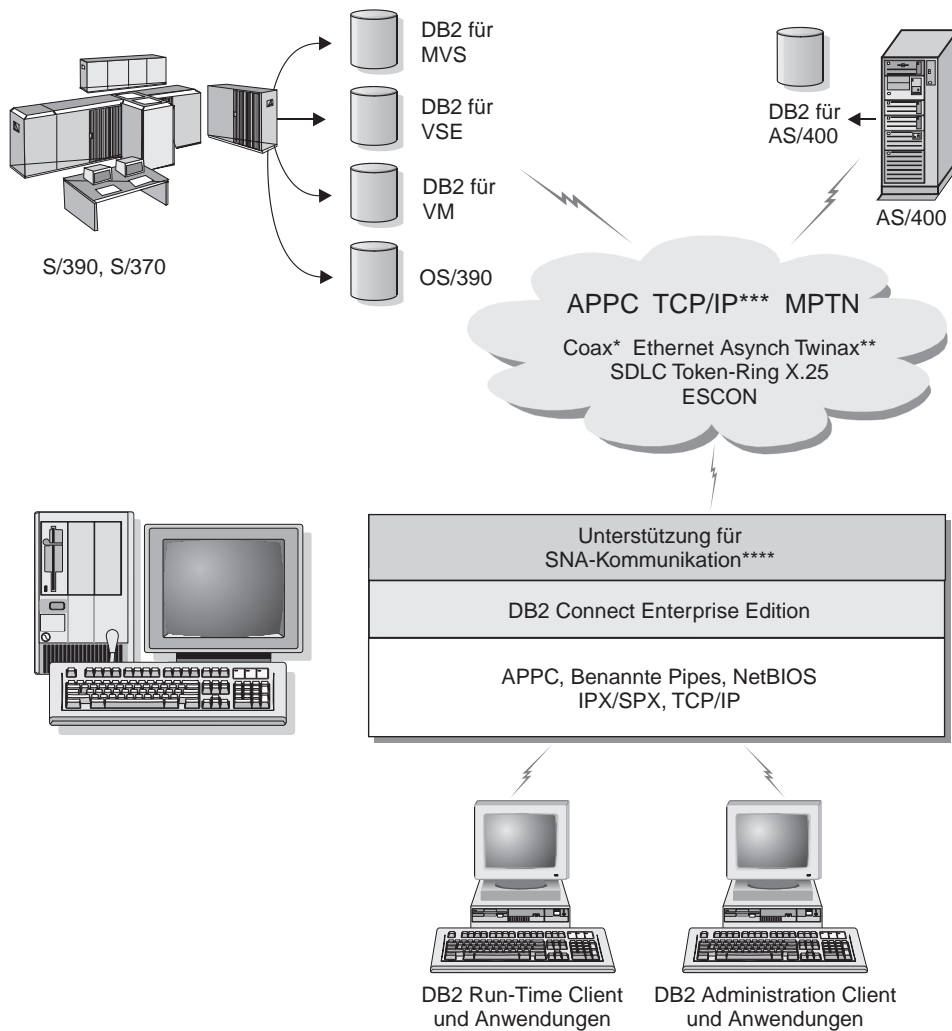 DB2 für
MVS
DB2 für
VSE
DB2 für
VM
OS/390
S/390, S/370
DB2 für
AS/400
AS/400
APPC TCP/IP*** MPTN
Coax* Ethernet Asynch Twinax**
SDLC Token-Ring X.25
ESCON
Unterstützung für
SNA-Kommunikation****
DB2 Connect Enterprise Edition
APPC, Benannte Pipes, NetBIOS
IPX/SPX, TCP/IP
DB2 Run-Time Client
und Anwendungen
DB2 Administration Client
und Anwendungen